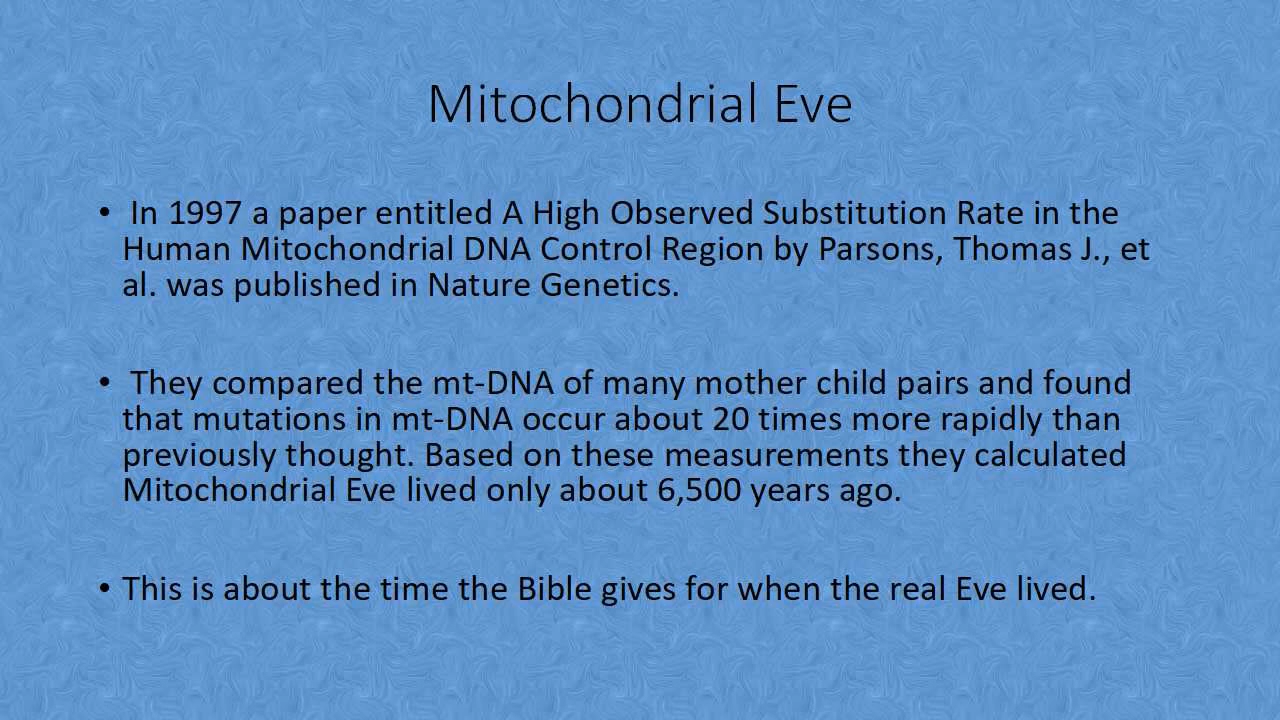 Mitochondrial Eve
• In 1997 a paper entitled A High Observed Substitution Rate in the
Human Mitochondrial DNA Control Region by Parsons, Thomas J., et
al. was published in Nature Genetics.
• They compared the mt-DNA of many mother child pairs and found
that mutations in mt-DNA occur about 20 times more rapidly than
previously thought. Based on these measurements they calculated
Mitochondrial Eve lived only about 6,500 years ago.
• This is about the time the Bible gives for when the real Eve lived.